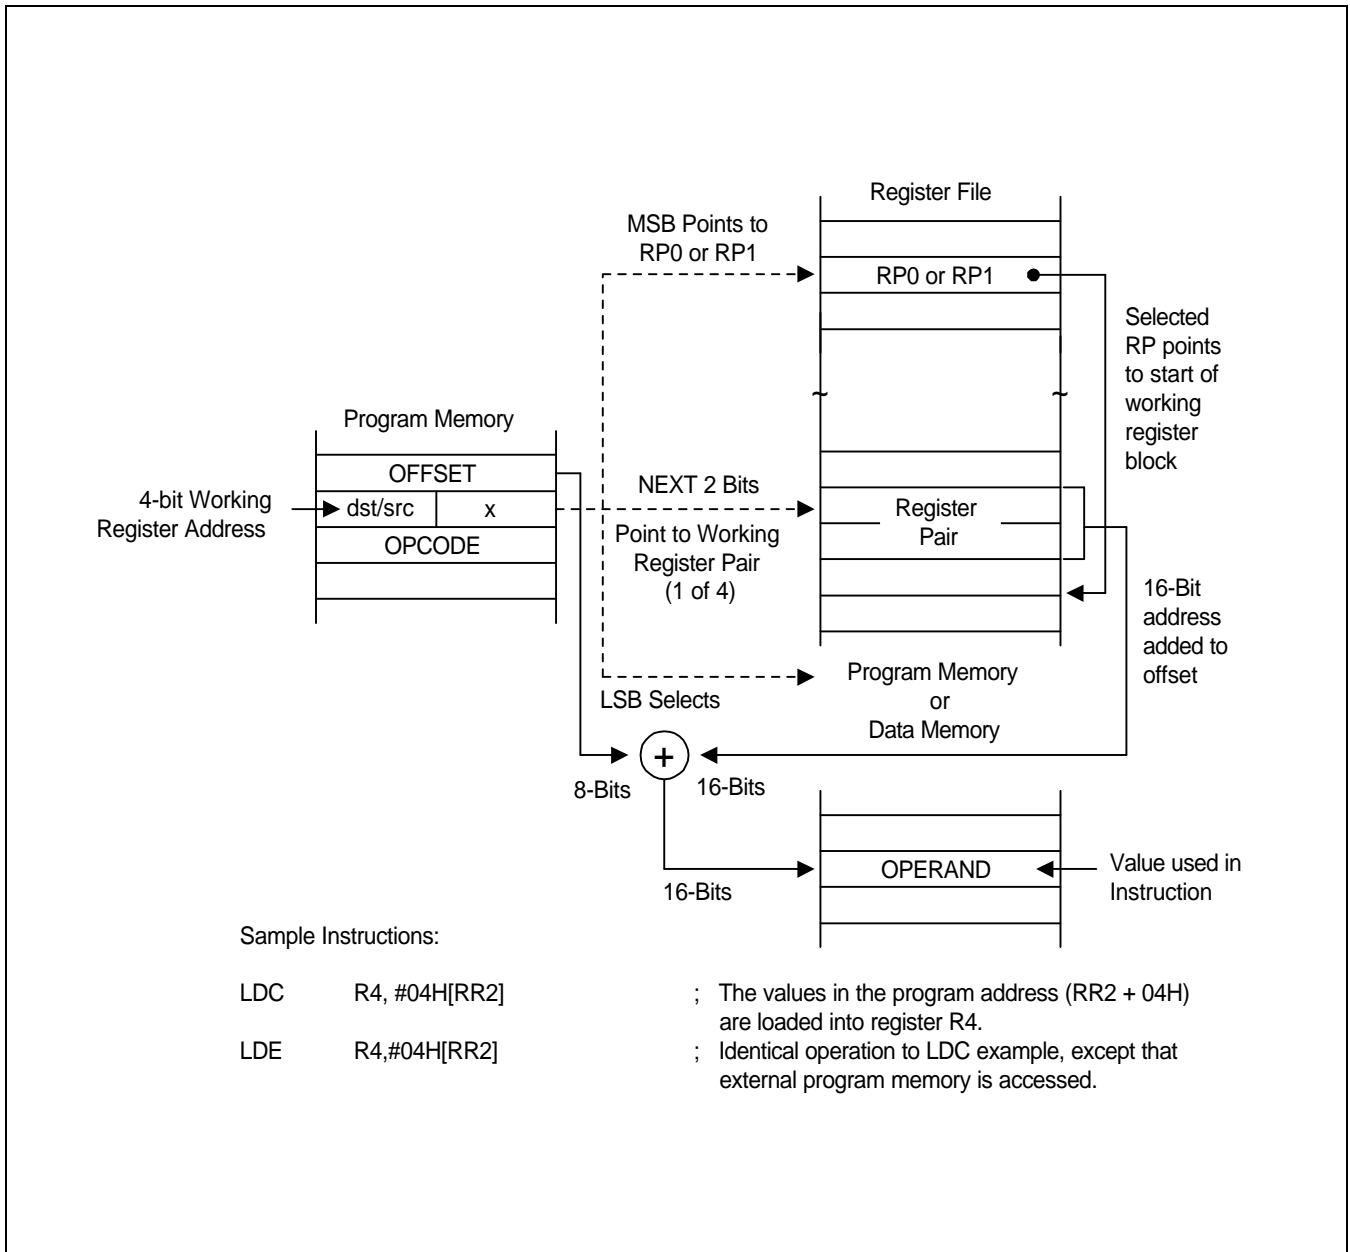 Register File
MSB Points to
RP0 or RP1
RP0 or RP1
Selected
RP points
to start of
working
register
block
Program Memory
OFFSET
4-bit Working
Register Address
dst/src
x
OPCODE
NEXT 2 Bits
Point to Working
Register Pair
(1 of 4)
Register
Pair
16-Bit
address
added to
offset
LSB Selects
Program Memory
or
Data Memory
+
8-Bits
16-Bits
16-Bits
OPERAND
Value used in
Instruction
~
~
Sample Instructions:
LDC R4, #04H[RR2] ; The values in the program address (RR2 + 04H)
are loaded into register R4.
LDE R4,#04H[RR2] ; Identical operation to LDC example, except that
external program memory is accessed.